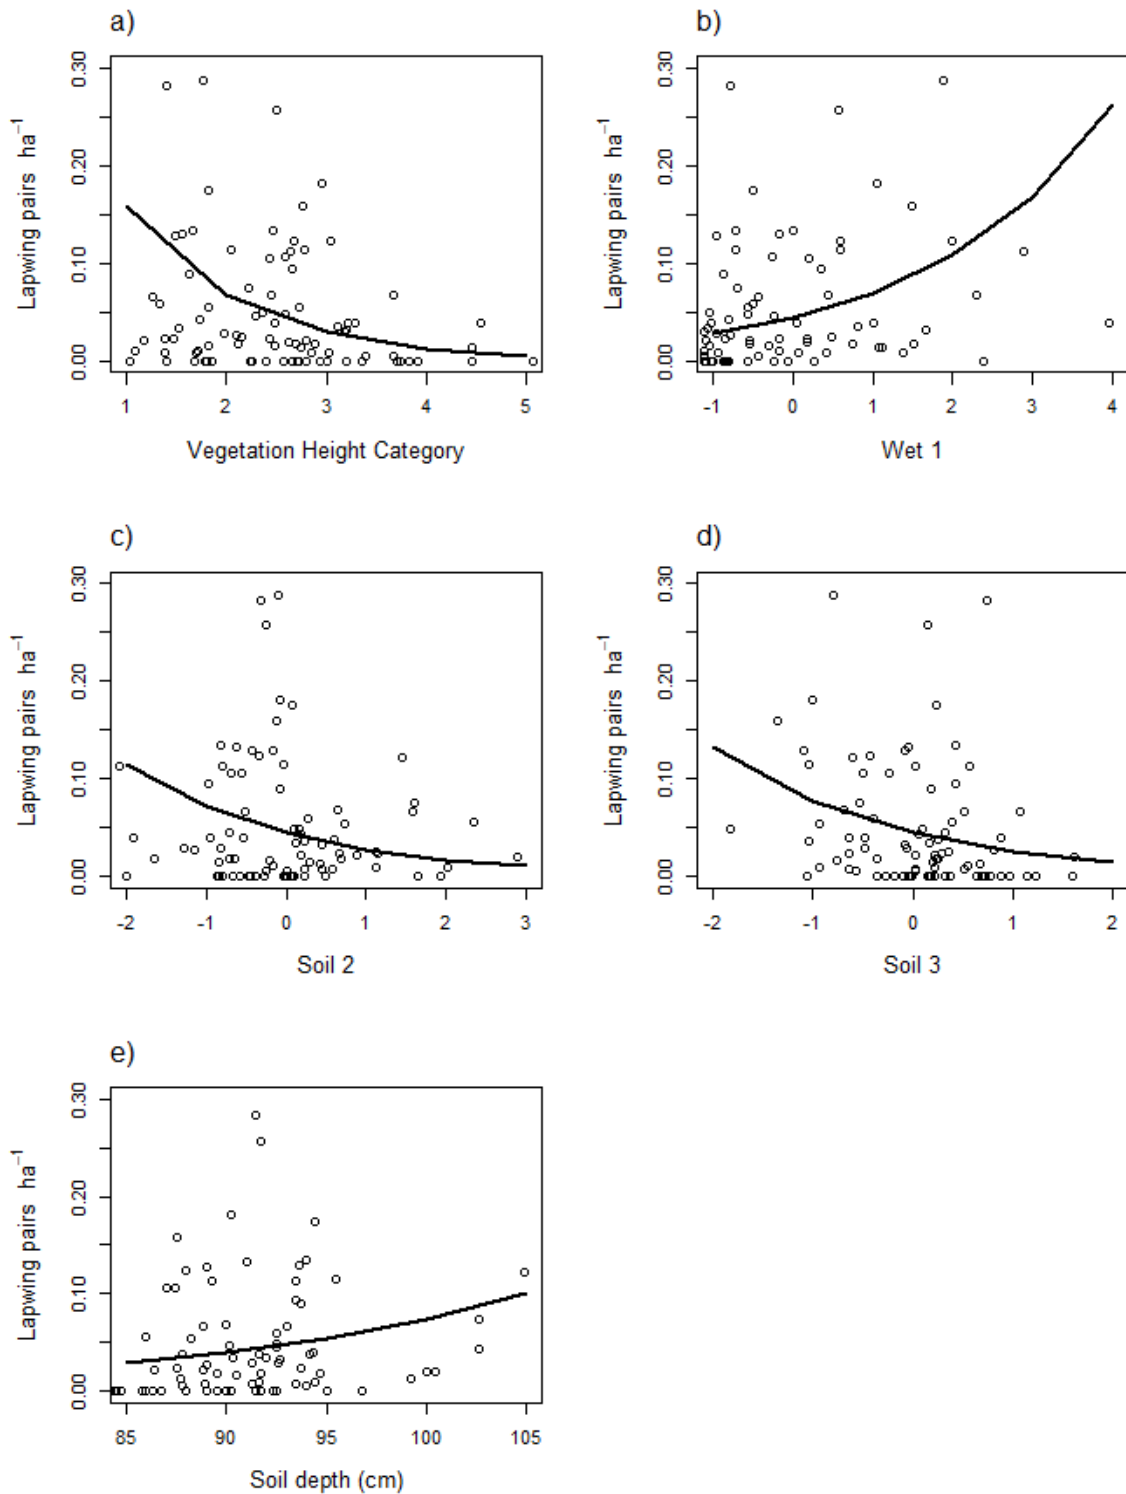 a)
0.30
0.20
0.10
0.00
Lapwing pairs ha⁻¹
1 2 3 4 5
Vegetation Height Category
b)
0.30
0.20
0.10
0.00
Lapwing pairs ha⁻¹
-1 0 1 2 3 4
Wet 1
c)
0.30
0.20
0.10
0.00
Lapwing pairs ha⁻¹
-2 -1 0 1 2 3
Soil 2
d)
0.30
0.20
0.10
0.00
Lapwing pairs ha⁻¹
-2 -1 0 1 2
Soil 3
e)
0.30
0.20
0.10
0.00
Lapwing pairs ha⁻¹
85 90 95 100 105
Soil depth (cm)